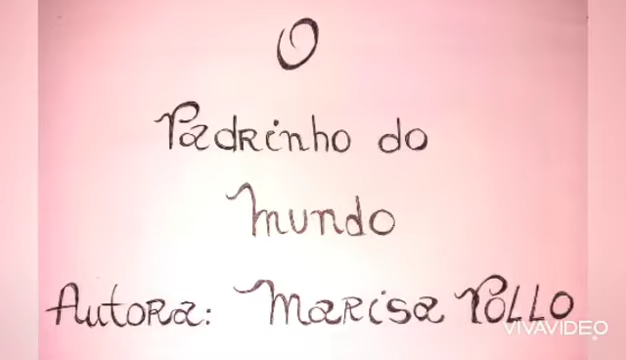 O
Padrinho do
Mundo
Autora: Marisa Pollo
VIVAVIDEO